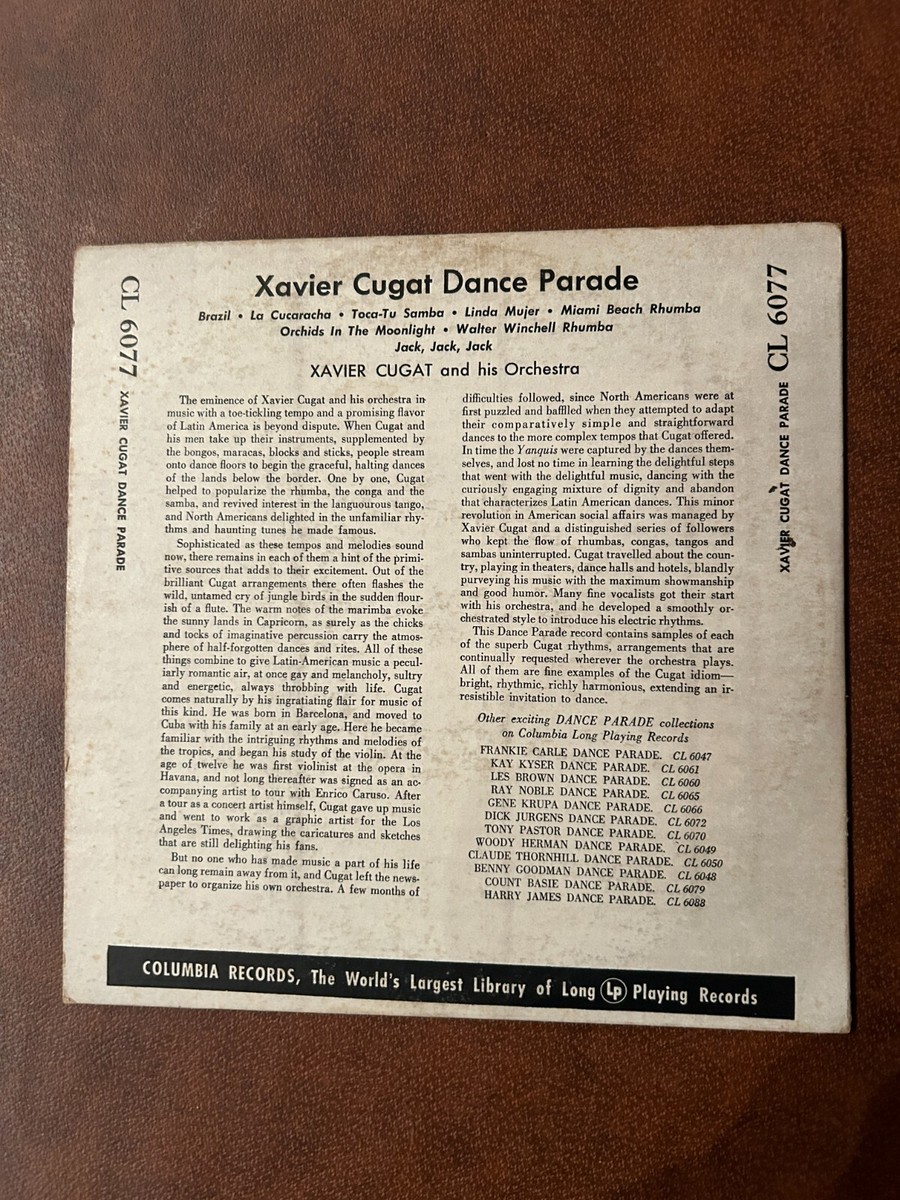 Xavier Cugat Dance Parade
Brazil • La Cucaracha • Toca-Tu Samba • Linda Mujer • Miami Beach Rhumba
Orchids In The Moonlight • Walter Winchell Rhumba
Jack, Jack, Jack
XAVIER CUGAT and his Orchestra
CL 6077 XAVIER CUGAT DANCE PARADE
The eminence of Xavier Cugat and his orchestra in
music with a toe-tickling tempo and a promising flavor
of Latin America is beyond dispute. When Cugat and
his men take up their instruments, supplemented by
the bongos, maracas, blocks and sticks, people stream
onto dance floors to begin the graceful, halting dances
of the lands below the border. One by one, Cugat
helped to popularize the rhumba, the conga and the
samba, and revived interest in the languourous tango,
and North Americans delighted in the unfamiliar rhy-
thms and haunting tunes he made famous.
Sophisticated as these tempos and melodies sound
now, there remains in each of them a hint of the primi-
tive sources that adds to their excitement. Out of the
brilliant Cugat arrangements there often flashes the
wild, untamed cry of jungle birds in the sudden flour-
ish of a flute. The warm notes of the marimba evoke
the sunny lands in Capricorn, as surely as the chicks
and tocks of imaginative percussion carry the atmos-
phere of half-forgotten dances and rites. All of these
things combine to give Latin-American music a pecul-
iarly romantic air, at once gay and melancholy, sultry
and energetic, always throbbing with life. Cugat
comes naturally by his ingratiating flair for music of
this kind. He was born in Barcelona, and moved to
Cuba with his family at an early age. Here he became
familiar with the intriguing rhythms and melodies of
the tropics, and began his study of the violin. At the
age of twelve he was first violinist at the opera in
Havana, and not long thereafter was signed as an ac-
companying artist to tour with Enrico Caruso. After
a tour as a concert artist himself, Cugat gave up music
and went to work as a graphic artist for the Los
Angeles Times, drawing the caricatures and sketches
that are still delighting his fans.
But no one who has made music a part of his life
can long remain away from it, and Cugat left the news-
paper to organize his own orchestra. A few months of
difficulties followed, since North Americans were at
first puzzled and baffled when they attempted to adapt
their comparatively simple and straightforward
dances to the more complex tempos that Cugat offered.
In time the Yanquis were captured by the dances them-
selves, and lost no time in learning the delightful steps
that went with the delightful music, dancing with the
curiously engaging mixture of dignity and abandon
that characterizes Latin American dances. This minor
revolution in American social affairs was managed by
Xavier Cugat and a distinguished series of followers
who kept the flow of rhumbas, congas, tangos and
sambas uninterrupted. Cugat travelled about the coun-
try, playing in theaters, dance halls and hotels, blandly
purveying his music with the maximum showmanship
and good humor. Many fine vocalists got their start
with his orchestra, and he developed a smoothly or-
chestrated style to introduce his electric rhythms.
This Dance Parade record contains samples of each
of the superb Cugat rhythms, arrangements that are
continually requested wherever the orchestra plays.
All of them are fine examples of the Cugat idiom—
bright, rhythmic, richly harmonious, extending an ir-
resistible invitation to dance.
Other exciting DANCE PARADE collections
on Columbia Long Playing Records
FRANKIE CARLE DANCE PARADE. CL 6047
KAY KYSER DANCE PARADE. CL 6061
LES BROWN DANCE PARADE. CL 6060
RAY NOBLE DANCE PARADE. CL 6065
GENE KRUPA DANCE PARADE. CL 6066
DICK JURGENS DANCE PARADE. CL 6072
TONY PASTOR DANCE PARADE. CL 6070
WOODY HERMAN DANCE PARADE. CL 6049
CLAUDE THORNHILL DANCE PARADE. CL 6050
BENNY GOODMAN DANCE PARADE. CL 6048
COUNT BASIE DANCE PARADE. CL 6079
HARRY JAMES DANCE PARADE. CL 6088
XAVIER CUGAT DANCE PARADE CL 6077
COLUMBIA RECORDS, The World's Largest Library of Long Lp Playing Records